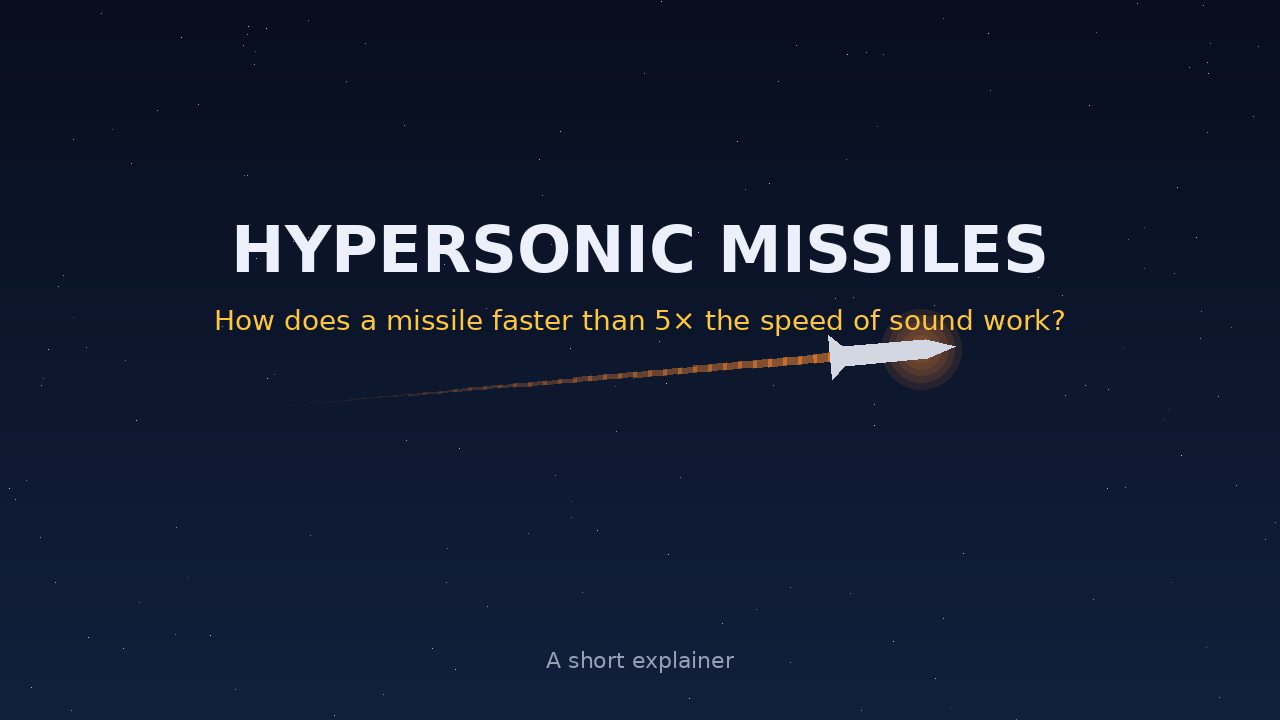 HYPERSONIC MISSILES
How does a missile faster than 5× the speed of sound work?
A short explainer